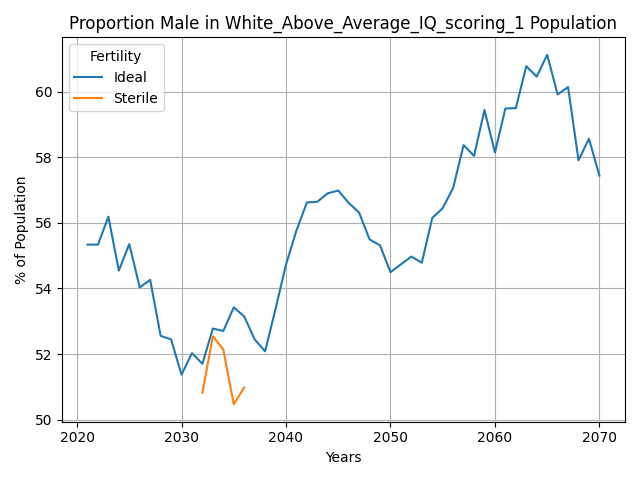 Proportion Male in White_Above_Average_IQ_scoring_1 Population
Fertility
Ideal
Sterile
% of Population
60
58
56
54
52
50
2020 2030 2040 2050 2060 2070
Years